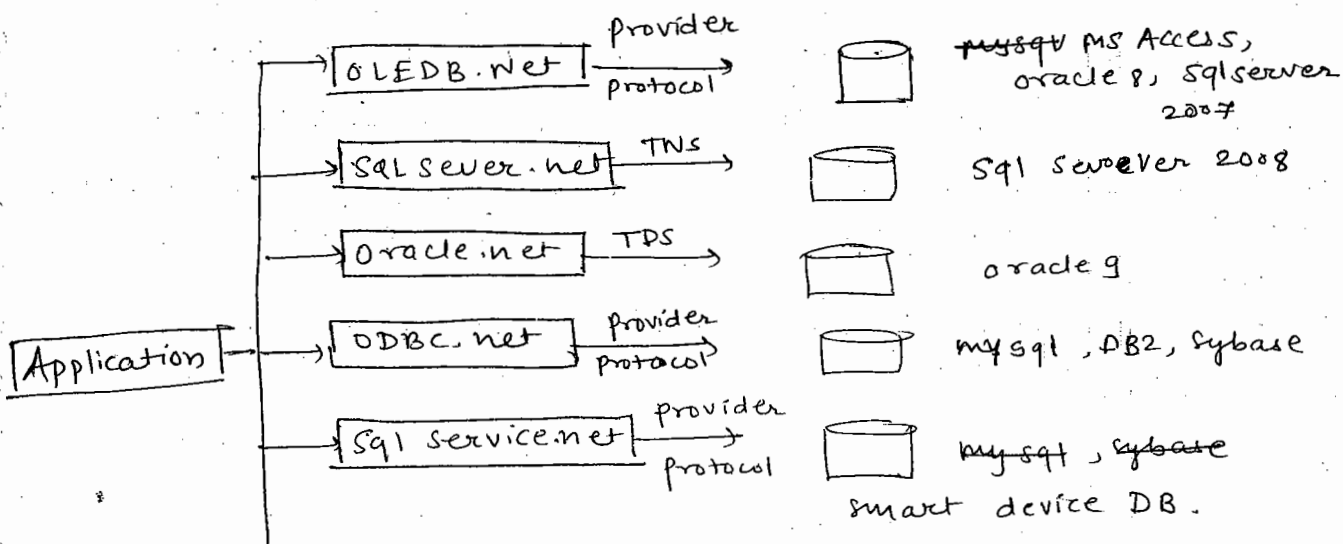 Provider
OLEDB.Net
protocol
mysql MS Access,
oracle 8, Sqlserver
2007
SQL sever.net
TNS
Sql servever 2008
oracle.net
TDS
oracle 9
Application
ODBC.net
Provider
protocol
mysql, DB2, Sybase
Sql service.net
provider
protocol
mysql, sybase
smart device DB.